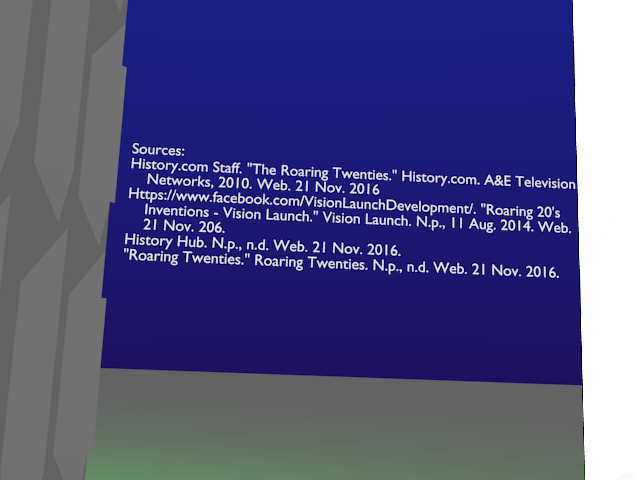 Sources:
History.com Staff. "The Roaring Twenties." History.com. A&E Television
Networks, 2010. Web. 21 Nov. 2016
Https://www.facebook.com/VisionLaunchDevelopment/. "Roaring 20's
Inventions - Vision Launch." Vision Launch. N.p., 11 Aug. 2014. Web.
21 Nov. 206.
History Hub. N.p., n.d. Web. 21 Nov. 2016.
"Roaring Twenties." Roaring Twenties. N.p., n.d. Web. 21 Nov. 2016.